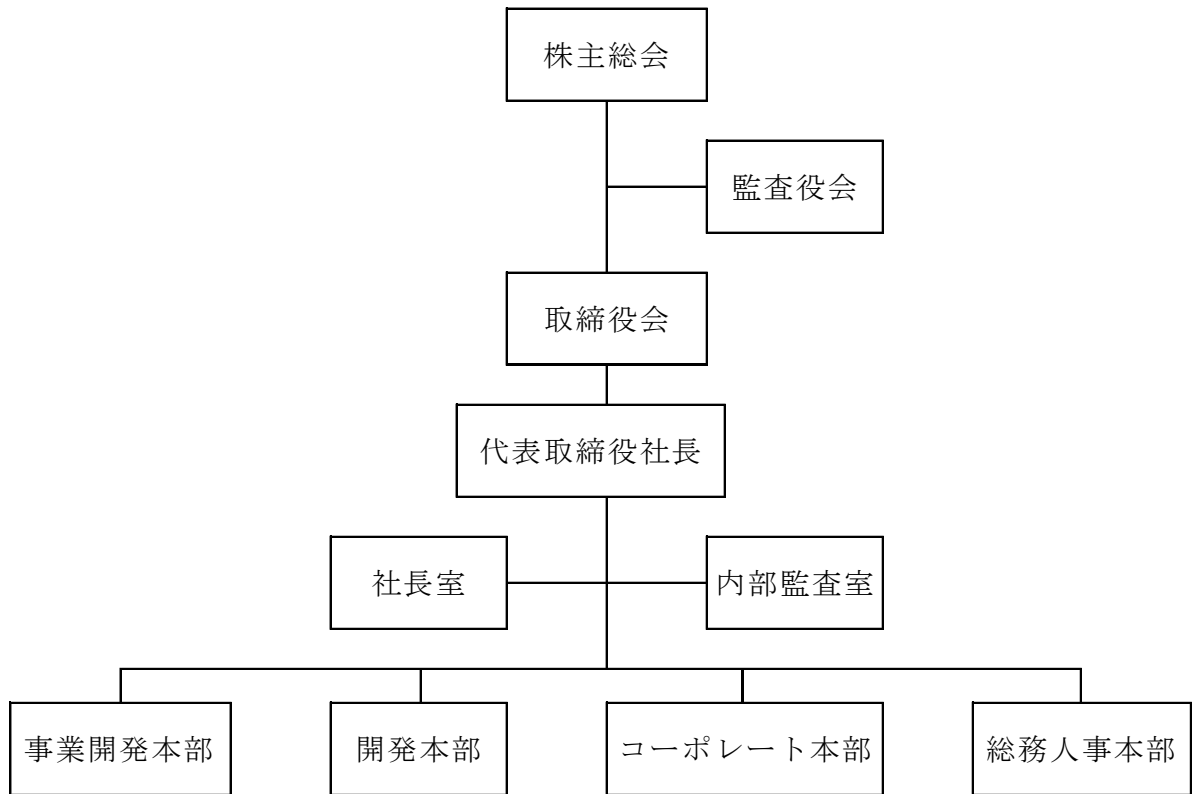 株主総会
監査役会
取締役会
代表取締役社長
社長室
内部監査室
事業開発本部
開発本部
コーポレート本部
総務人事本部